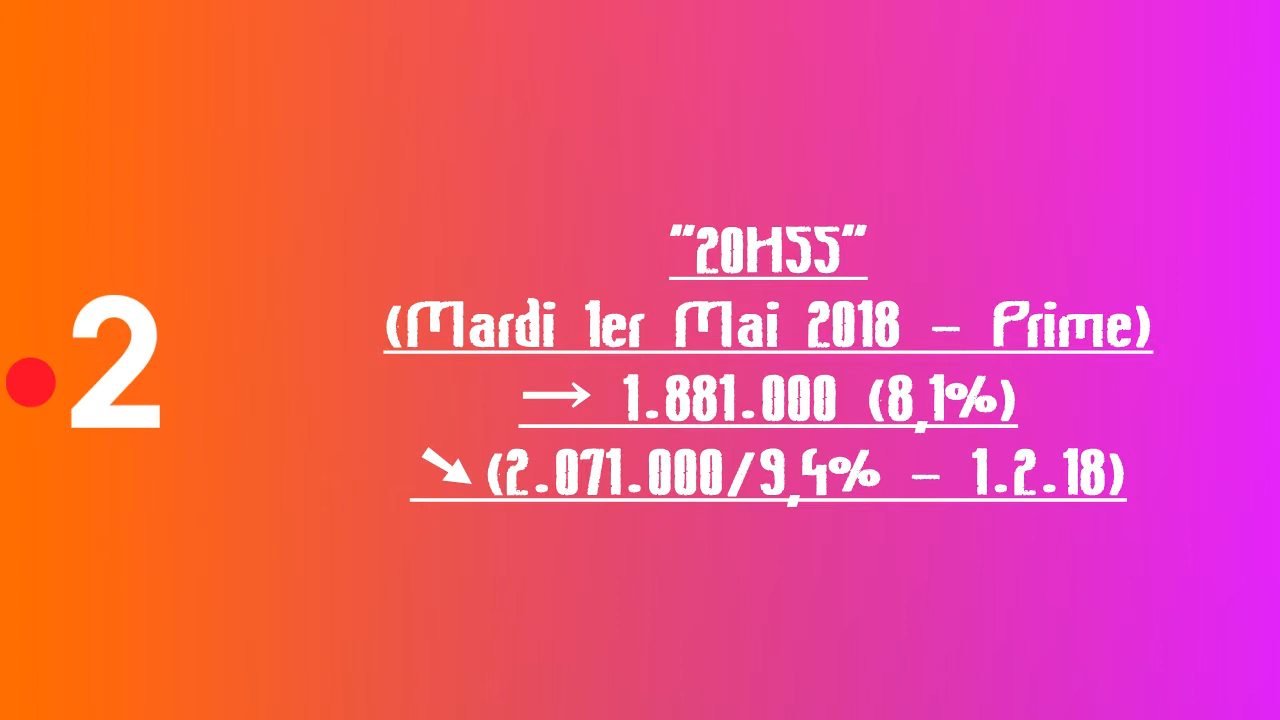 .2
"20H55"
(Mardi 1er Mai 2018 – Prime)
→ 1.881.000 (8,1%)
➘ (2.071.000/9,4% – 1.2.18)